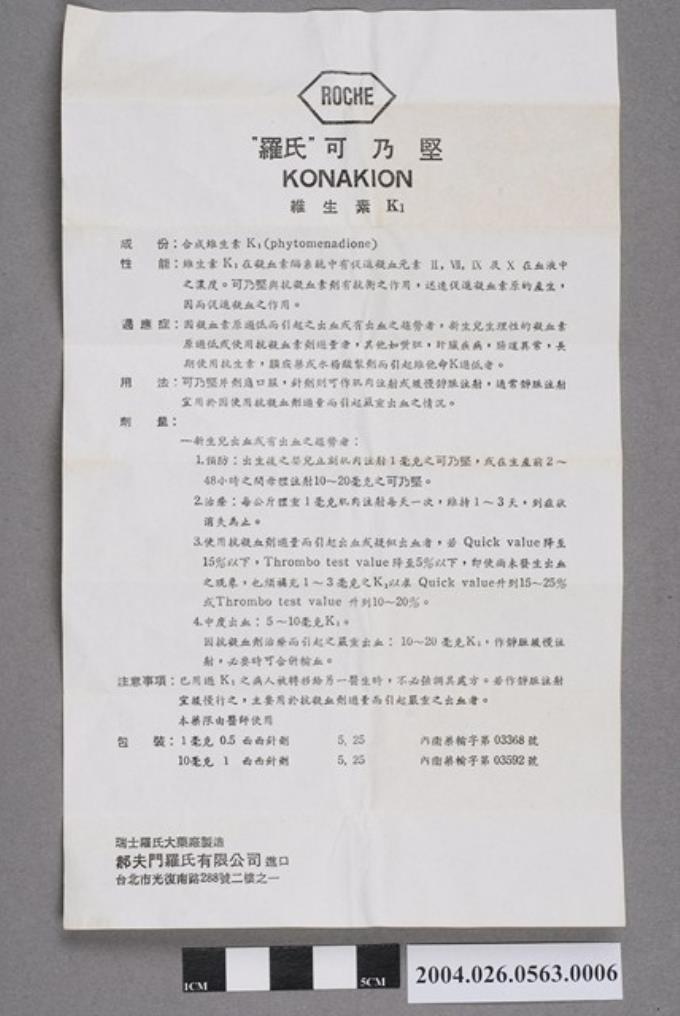 ROCHE
"羅氏"可乃堅
KONAKION
維生素 K₁
成份：合成維生素 K₁(phytomenadione)
性能：維生素 K₁在凝血素酶系統中有促進凝血元素 II, VII, IX 及 X 在血液中
之濃度。可乃堅與抗凝血素劑有抗衡之作用，迅速促進凝血素原的產生，
因而促進凝血之作用。
適應症：因凝血素原過低而引起之出血或有出血之趨勢者，新生兒生理性的凝血素
原過低或使用抗凝血素劑過量者，其他如黃胆，肝臟疾病，腸道異常，長
期使用抗生素，磺胺藥或水楊酸製劑而引起維他命K過低者。
用法：可乃堅片劑適口服，針劑則可作肌肉注射或緩慢靜脈注射，通常靜脈注射
宜用於因使用抗凝血劑過量而引起嚴重出血之情況。
劑量：
一新生兒出血或有出血之趨勢者：
1.預防：出生後之嬰兒立刻肌肉注射1毫克之可乃堅，或在生產前2～
48小時之間母體注射10～20毫克之可乃堅。
2.治療：每公斤體重1毫克肌肉注射每天一次，維持1～3天，到症狀
消失為止。
3.使用抗凝血劑過量而引起出血或疑似出血者，若 Quick value 降至
15%以下，Thrombo test value 降至5%以下，即使尚未發生出血
之現象，也須補充1～3毫克之K₁以求 Quick value升到15～25%
或Thrombo test value 升到10～20%。
4.中度出血：5～10毫克K₁。
因抗凝血劑治療而引起之嚴重出血：10～20毫克K₁，作靜脈緩慢注
射，必要時可合併輸血。
注意事項：已用過 K₁之病人被轉移給另一醫生時，不必強調其處方。若作靜脈注射
宜緩慢行之，主要用於抗凝血劑過量而引起嚴重之出血者。
本藥限由醫師使用
包裝：1毫克 0.5 西西針劑 5, 25 內衛藥輸字第 03368 號
10毫克 1 西西針劑 5, 25 內衛藥輸字第 03592 號
瑞士羅氏大藥廠製造
郝夫門羅氏有限公司進口
台北市光復南路288號二樓之一
1CM 5CM
2004.026.0563.0006